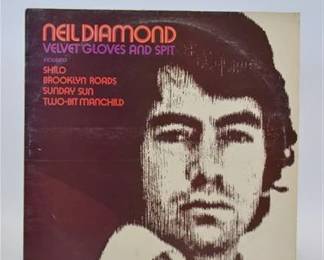 NEIL DIAMOND
VELVET GLOVES AND SPIT
SHILO
BROOKLYN ROADS
SUNDAY SUN
TWO-BIT MANCHILD